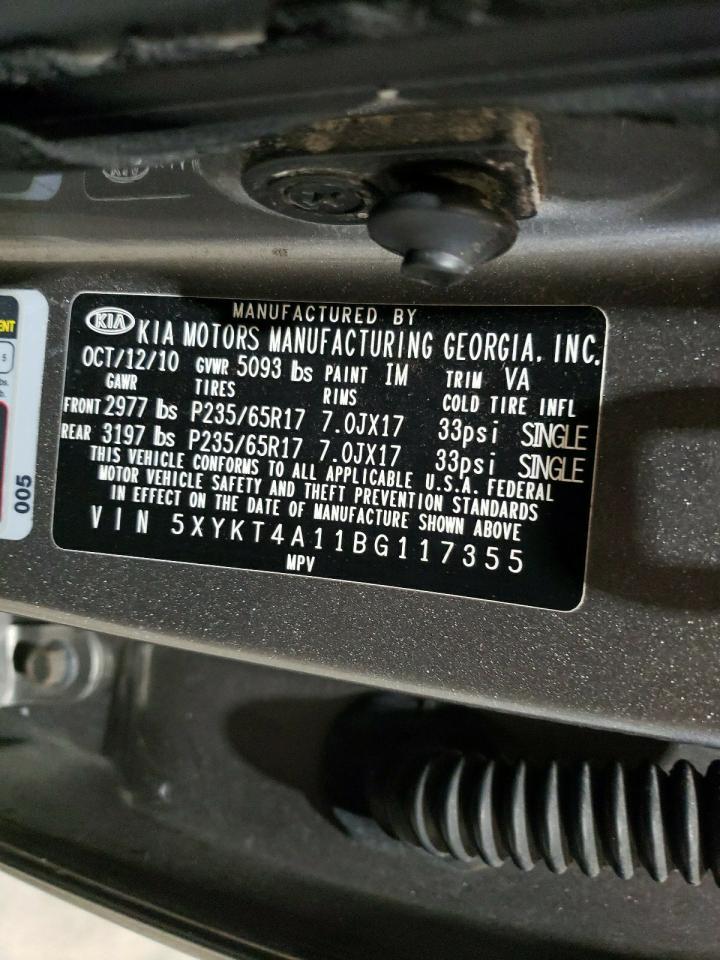 MANUFACTURED BY
KIA KIA MOTORS MANUFACTURING GEORGIA, INC.
OCT/12/10 GVWR 5093 lbs PAINT IM TRIM VA
GAWR TIRES RIMS COLD TIRE INFL
FRONT 2977 lbs P235/65R17 7.0JX17 33psi SINGLE
REAR 3197 lbs P235/65R17 7.0JX17 33psi SINGLE
THIS VEHICLE CONFORMS TO ALL APPLICABLE U.S.A. FEDERAL
MOTOR VEHICLE SAFETY AND THEFT PREVENTION STANDARDS
IN EFFECT ON THE DATE OF MANUFACTURE SHOWN ABOVE
VIN 5XYKT4A11BG117355
MPV
5
005